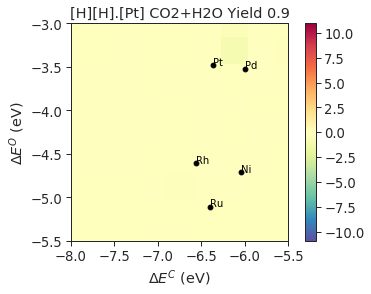 [H][H].[Pt] CO2+H2O Yield 0.9
−3.0
−3.5
−4.0
−4.5
−5.0
−5.5
ΔE^O (eV)
Pt
Pd
Rh
Ni
Ru
−8.0 −7.5 −7.0 −6.5 −6.0 −5.5
ΔE^C (eV)
10.0
7.5
5.0
2.5
0.0
−2.5
−5.0
−7.5
−10.0